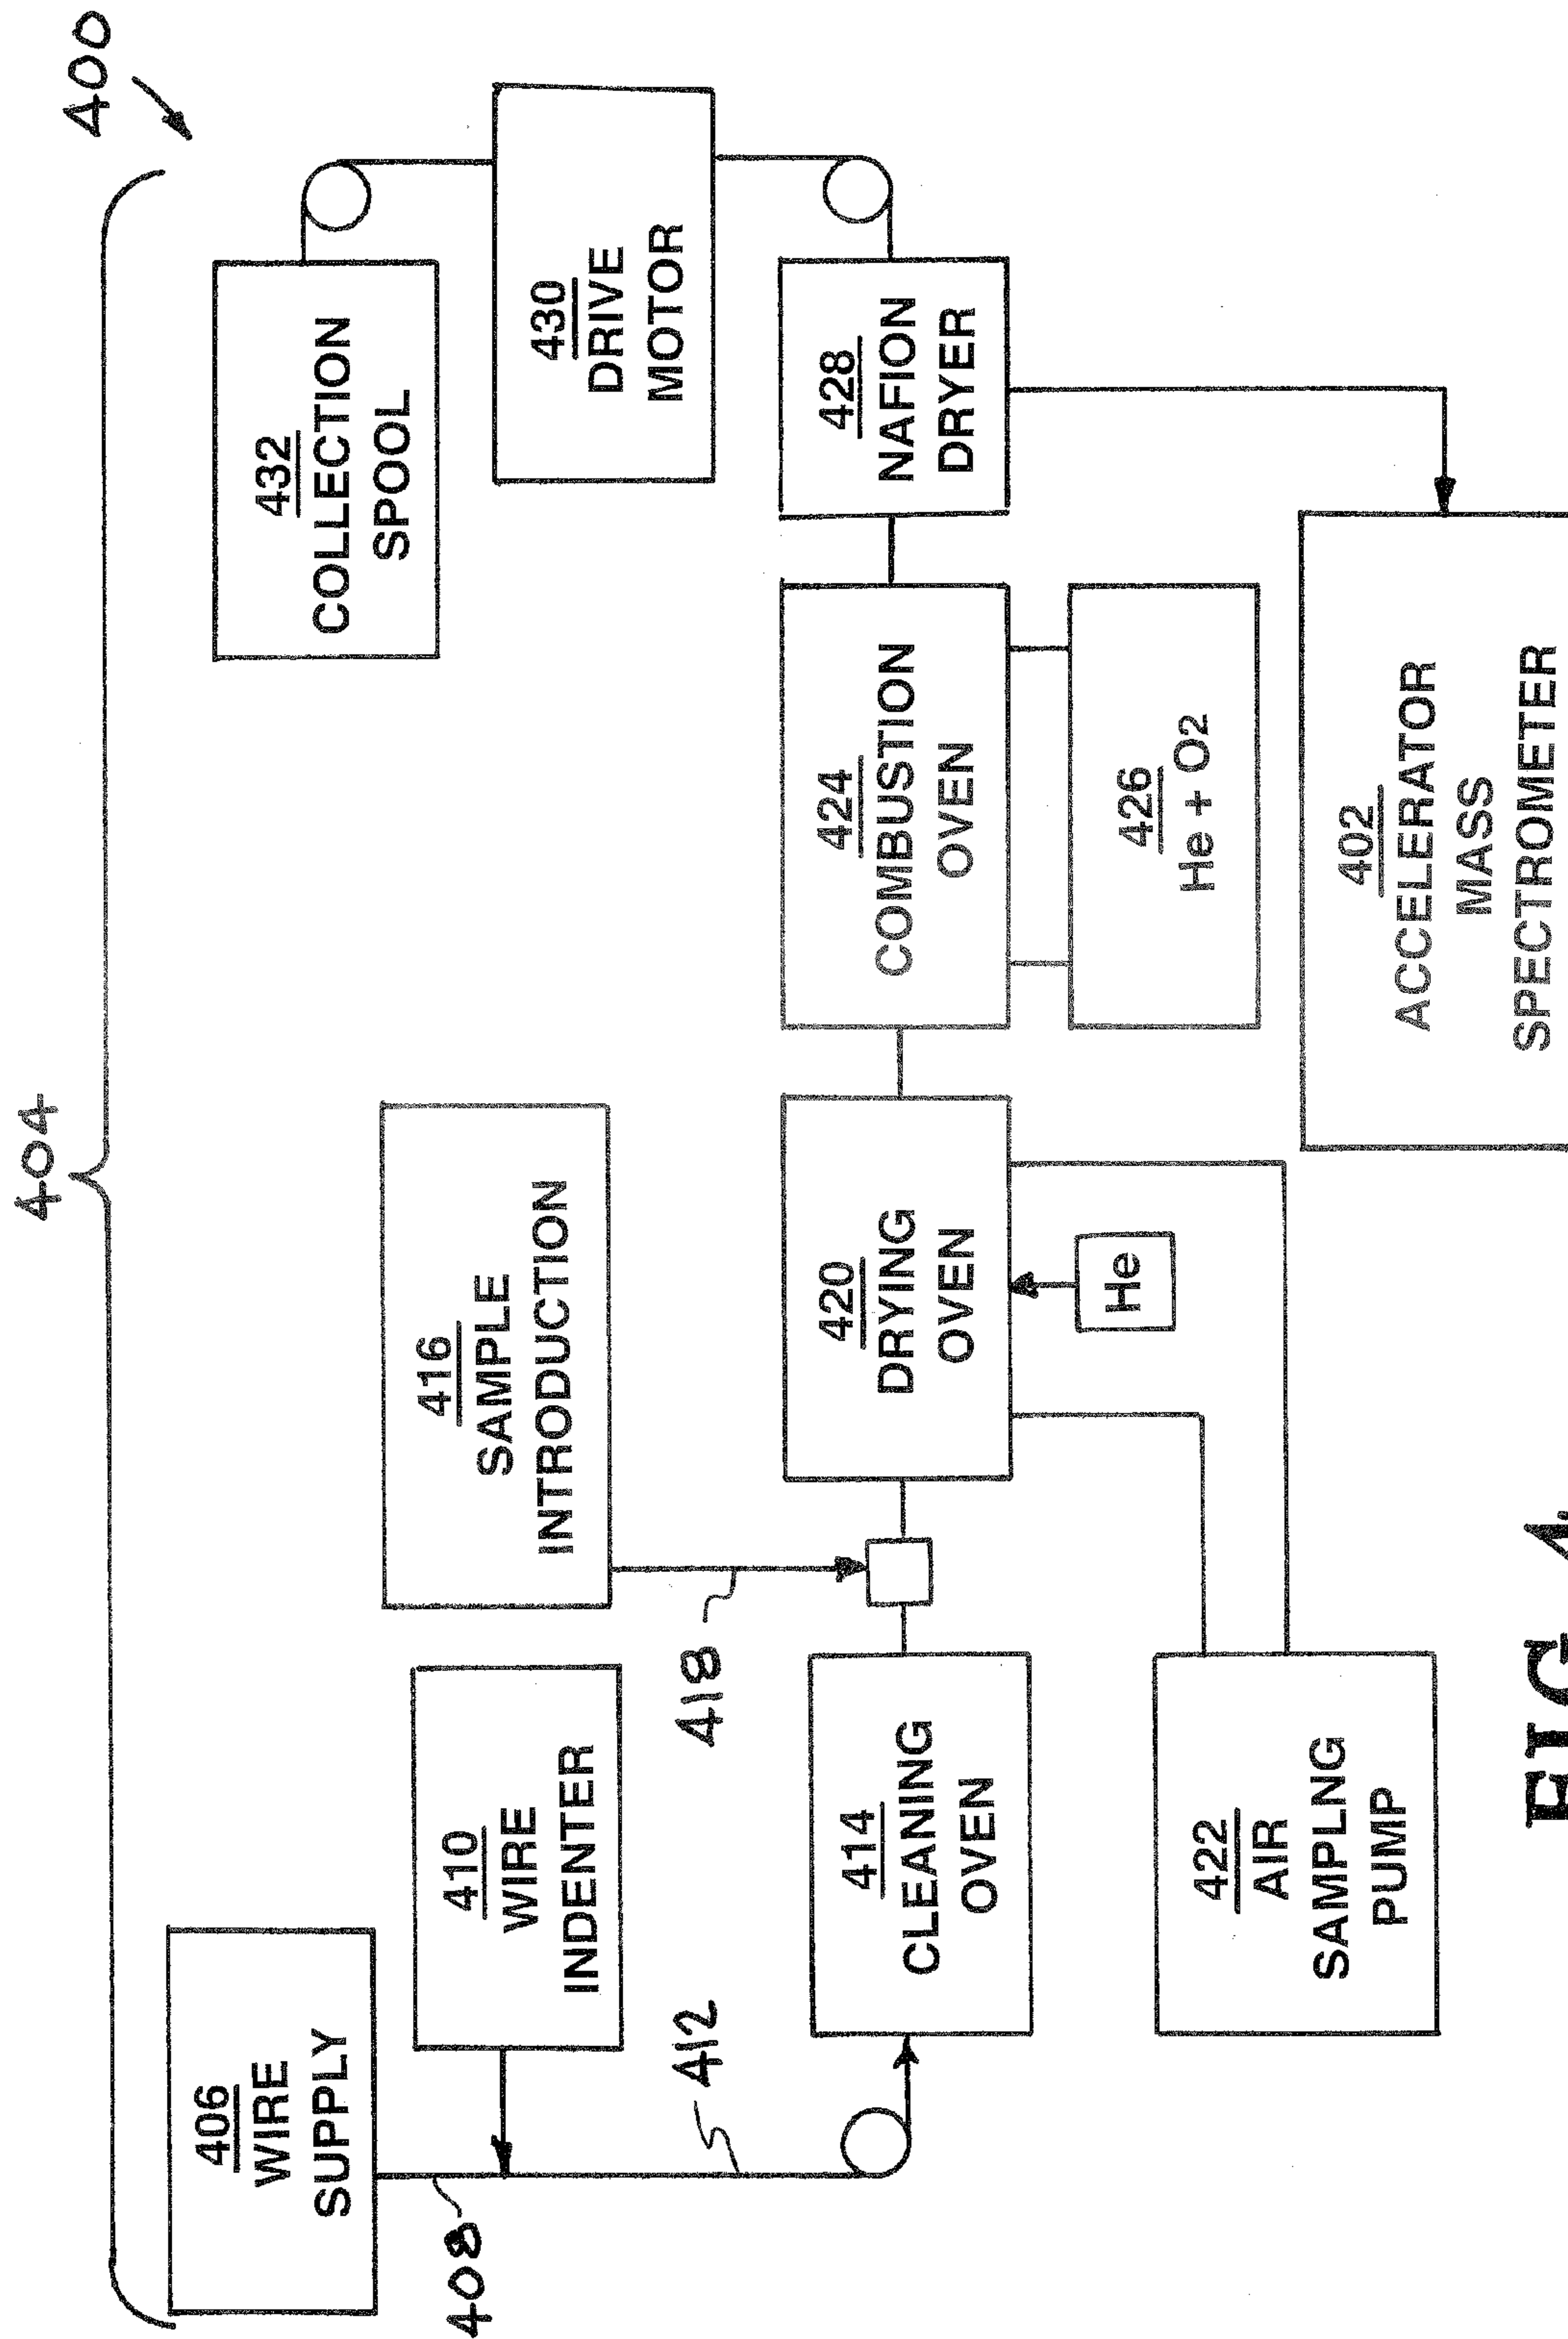 404
400
406
WIRE
SUPPLY
408
410
WIRE
INDENTER
412
416
SAMPLE
INTRODUCTION
418
432
COLLECTION
SPOOL
430
DRIVE
MOTOR
414
CLEANING
OVEN
420
DRYING
OVEN
He
424
COMBUSTION
OVEN
426
He + O2
428
NAFION
DRYER
422
AIR
SAMPLNG
PUMP
402
ACCELERATOR
MASS
SPECTROMETER
FIG 4